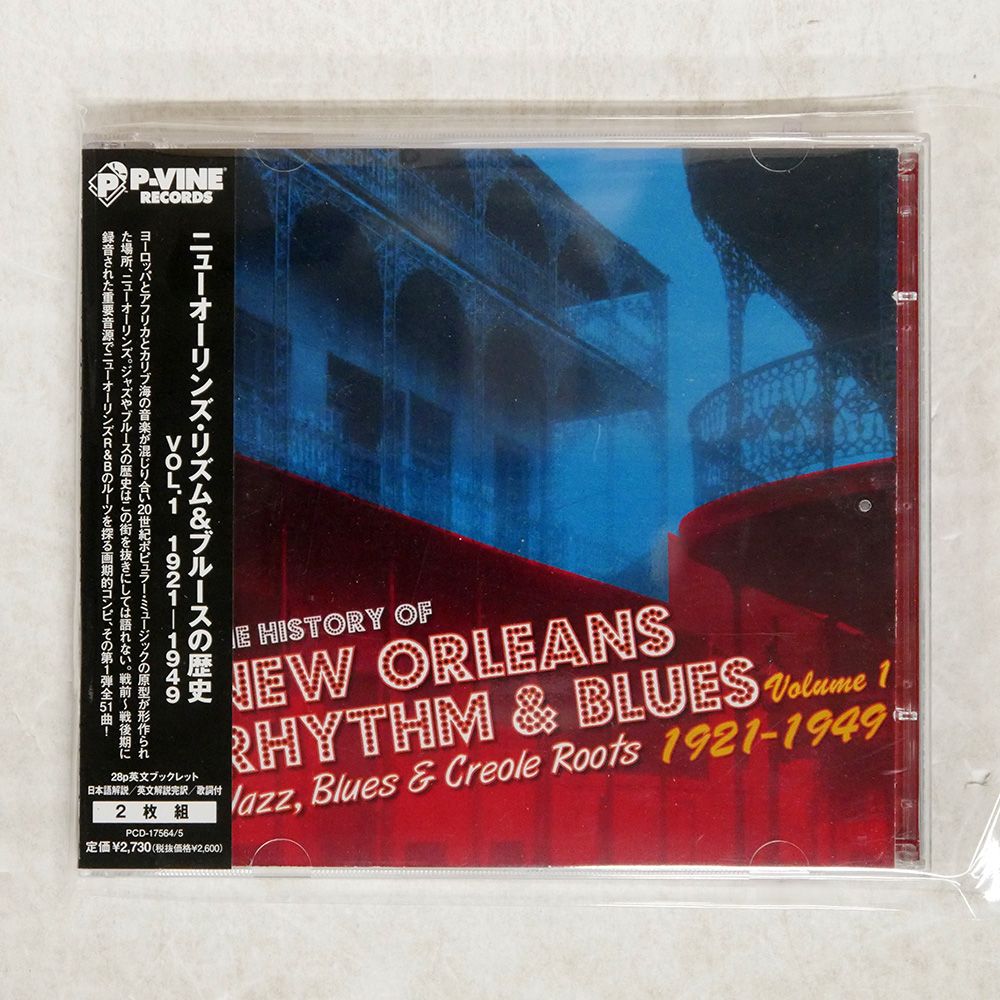 P-VINE®
RECORDS
ニューオーリンズ・リズム&ブルースの歴史
VOL.1 1921—1949
ヨーロッパとアフリカとカリブ海の音楽が混じり合い20世紀ポピュラー・ミュージックの原型が形作られ
た場所、ニューオーリンズ。ジャズやブルースの歴史はこの街を抜きにしては語れない。戦前〜戦後期に
録音された重要音源でニューオーリンズR&Bのルーツを探る画期的コンピ、その第1弾全51曲!
28p英文ブックレット
日本語解説/英文解説完訳/歌詞付
2枚組
PCD-17564/5
定価¥2,730(税抜価格¥2,600)
HE HISTORY OF
NEW ORLEANS
RHYTHM & BLUES Volume 1
Jazz, Blues & Creole Roots 1921-1949